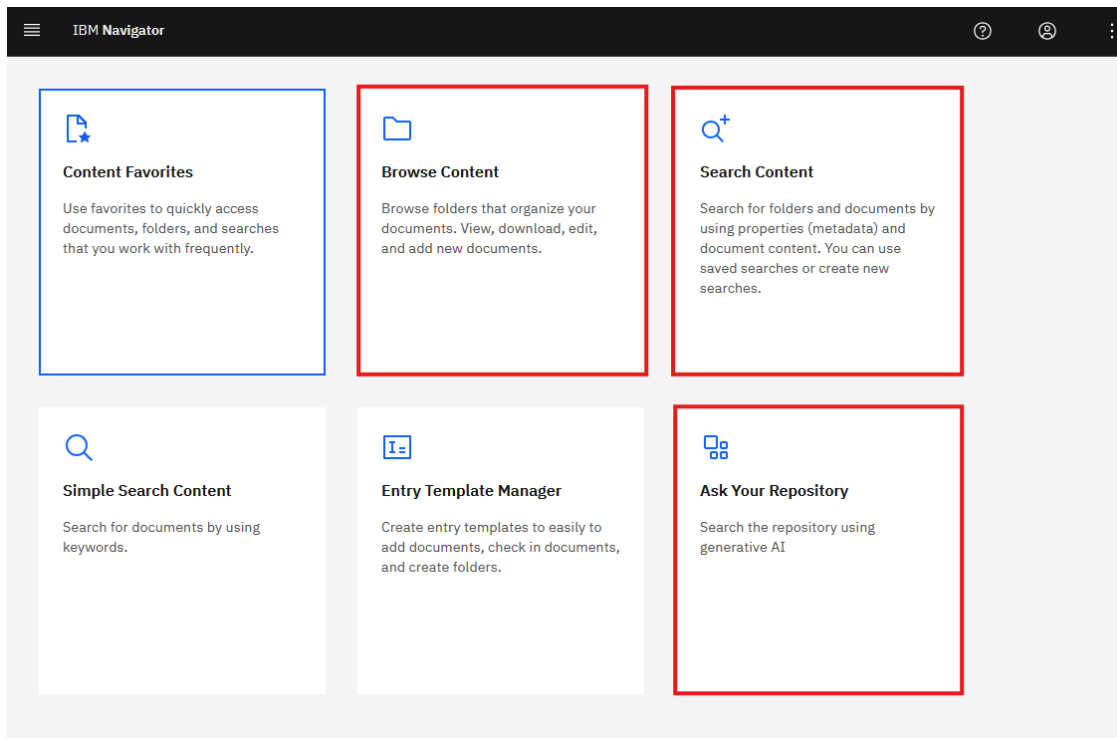 IBM Navigator
Content Favorites
Use favorites to quickly access
documents, folders, and searches
that you work with frequently.
Browse Content
Browse folders that organize your
documents. View, download, edit,
and add new documents.
Search Content
Search for folders and documents by
using properties (metadata) and
document content. You can use
saved searches or create new
searches.
Simple Search Content
Search for documents by using
keywords.
Entry Template Manager
Create entry templates to easily to
add documents, check in documents,
and create folders.
Ask Your Repository
Search the repository using
generative AI